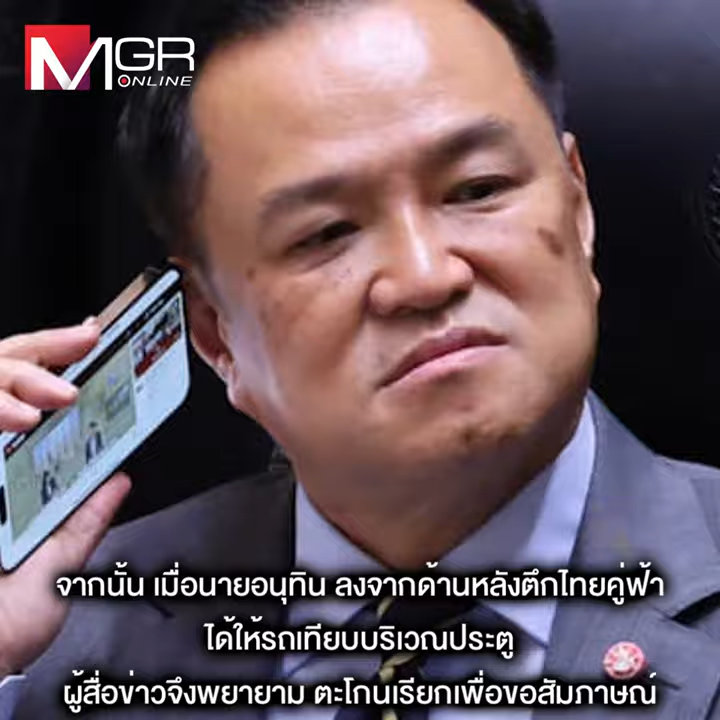 MGR
ONLINE
จากนั้น เมื่อนายอนุทิน ลงจากด้านหลังตึกไทยคู่ฟ้า
ได้ให้รถเทียบบริเวณประตู
ผู้สื่อข่าวจึงพยายาม ตะโกนเรียกเพื่อขอสัมภาษณ์